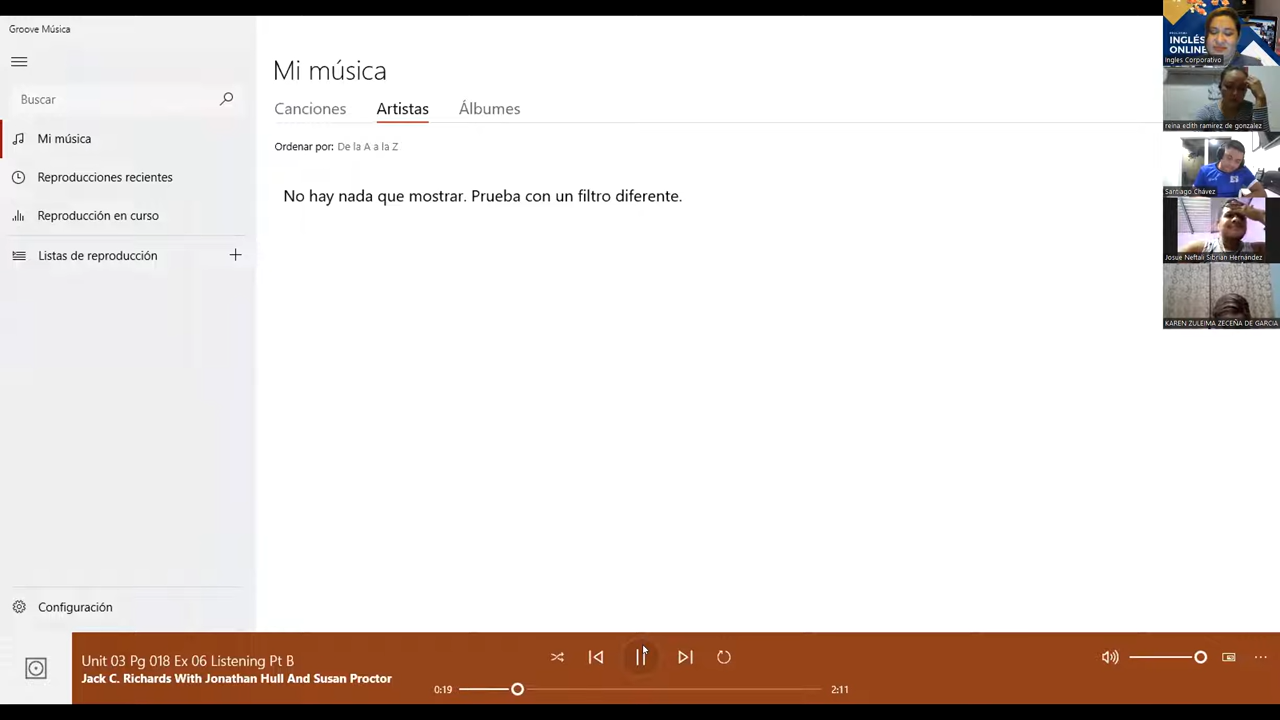 Groove Música
Buscar
Mi música
Reproducciones recientes
Reproducción en curso
Listas de reproducción
Configuración
Mi música
Canciones Artistas Álbumes
Ordenar por: De la A a la Z
No hay nada que mostrar. Prueba con un filtro diferente.
Unit 03 Pg 018 Ex 06 Listening Pt B
Jack C. Richards With Jonathan Hull And Susan Proctor
0:19
2:11
INGLÉS
ONLINE
Ingles Corporativo
reina edith ramirez de gonzalez
Santiago Chávez
Josue Neftali Sibrian Hernández
KAREN ZULEIMA ZECEÑA DE GARCIA